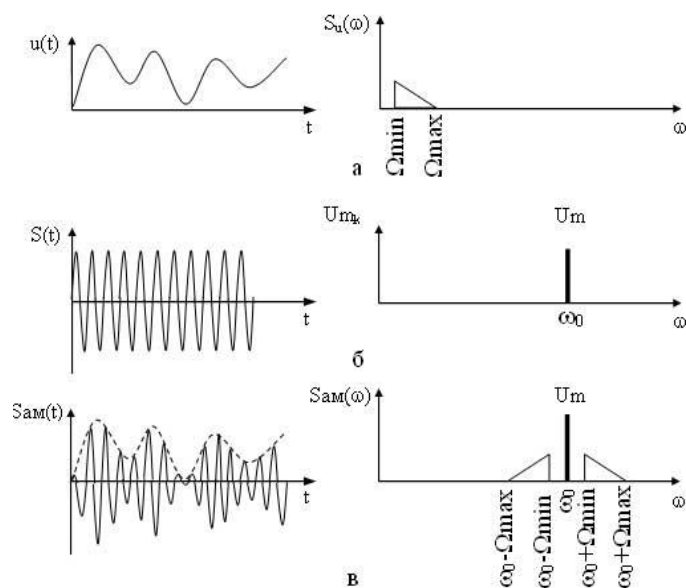 u(t)
t
Su(ω)
Ωmin
Ωmax
ω
а
S(t)
t
Umk
Um
ω0
ω
б
Sам(t)
t
Sам(ω)
Um
ω0-Ωmax
ω0-Ωmin
ω0
ω0+Ωmin
ω0+Ωmax
ω
в